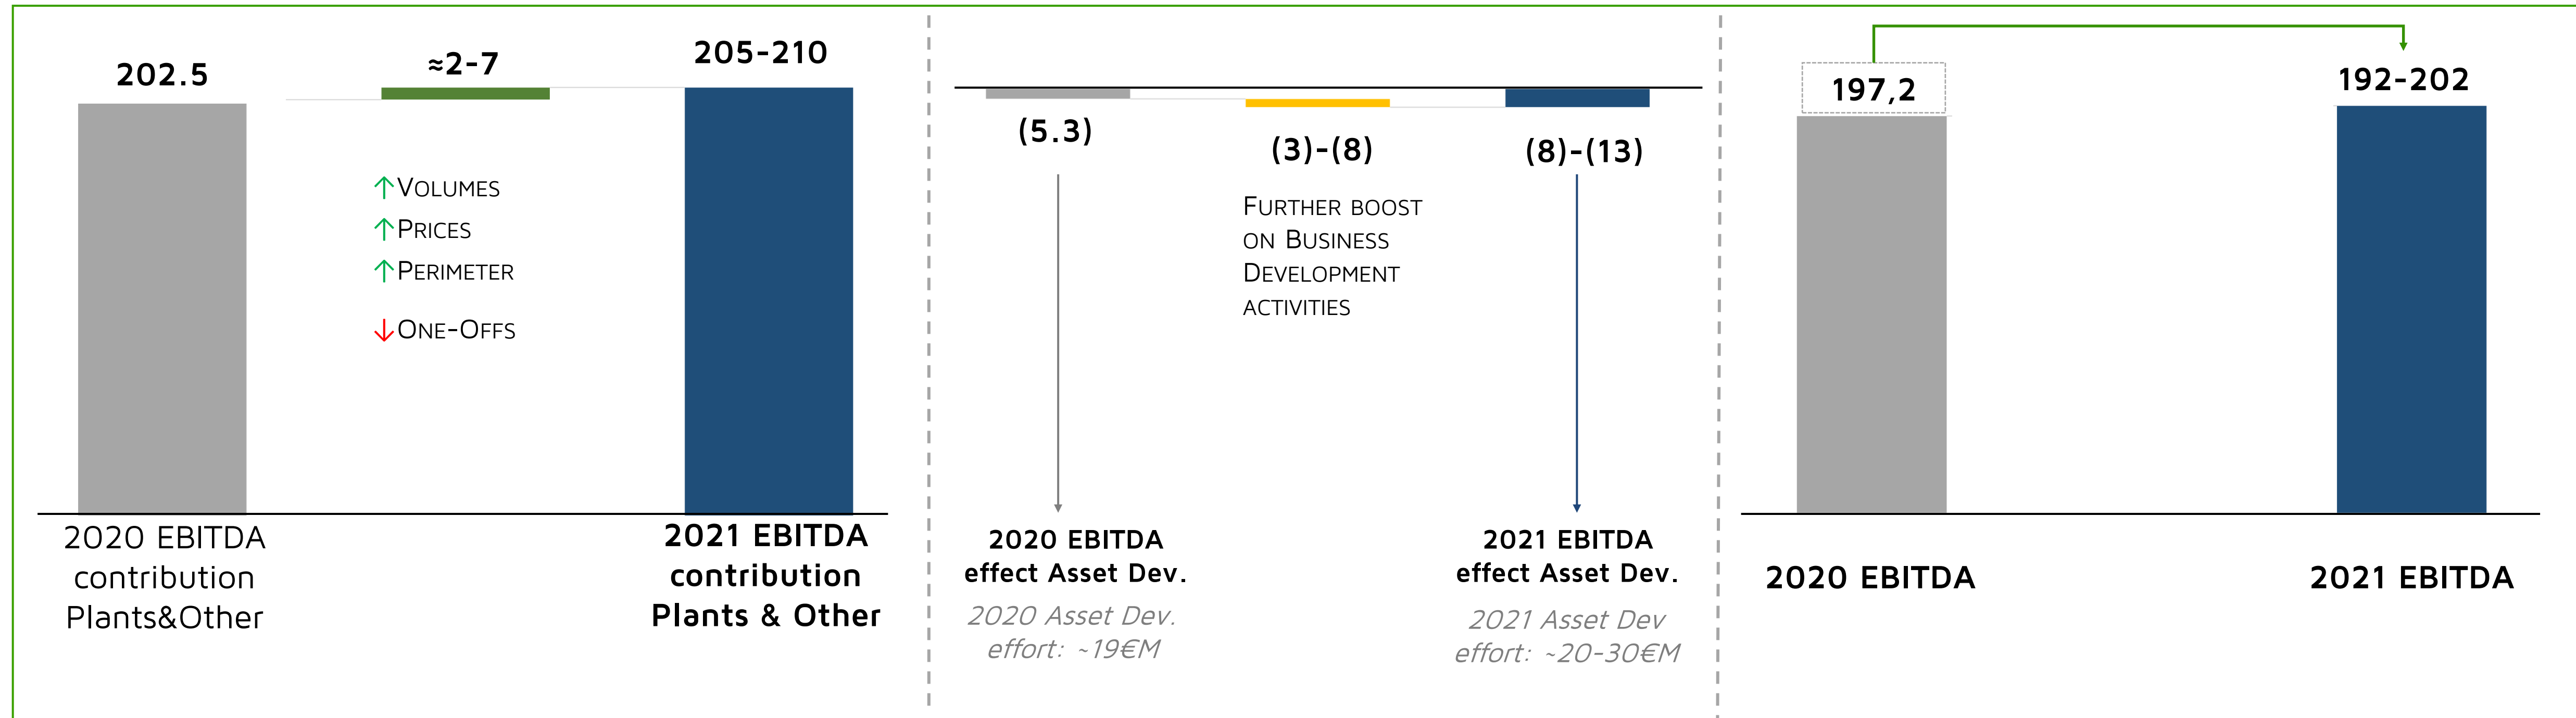 202.5
≈2-7
205-210
↑VOLUMES
↑PRICES
↑PERIMETER
↓ONE-OFFS
2020 EBITDA
contribution
Plants&Other
2021 EBITDA
contribution
Plants & Other
(5.3)
(3)-(8)
(8)-(13)
FURTHER BOOST
ON BUSINESS
DEVELOPMENT
ACTIVITIES
2020 EBITDA
effect Asset Dev.
2020 Asset Dev.
effort: ~19€M
2021 EBITDA
effect Asset Dev.
2021 Asset Dev
effort: ~20-30€M
197,2
192-202
2020 EBITDA
2021 EBITDA